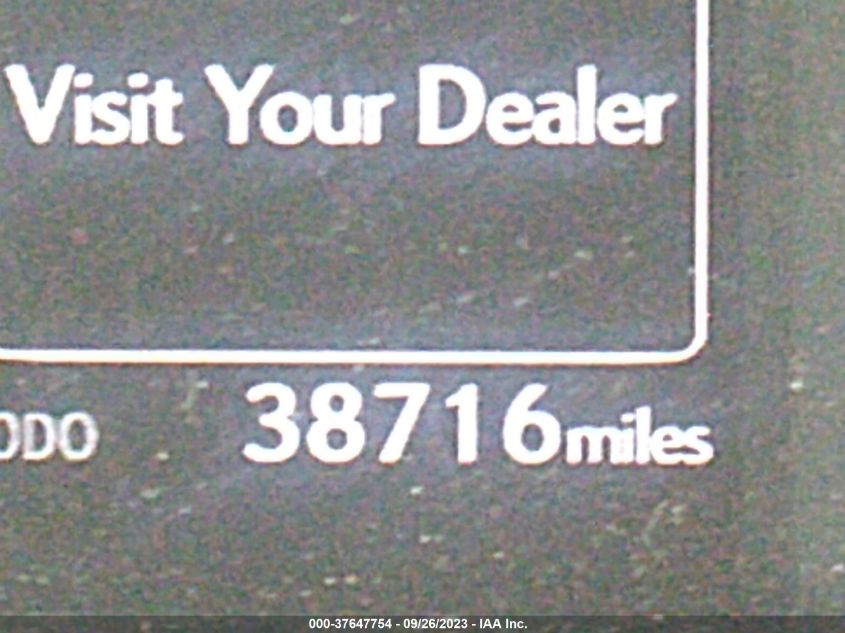 Visit Your Dealer
ODO 38716miles
000-37647754 - 09/26/2023 - IAA Inc.